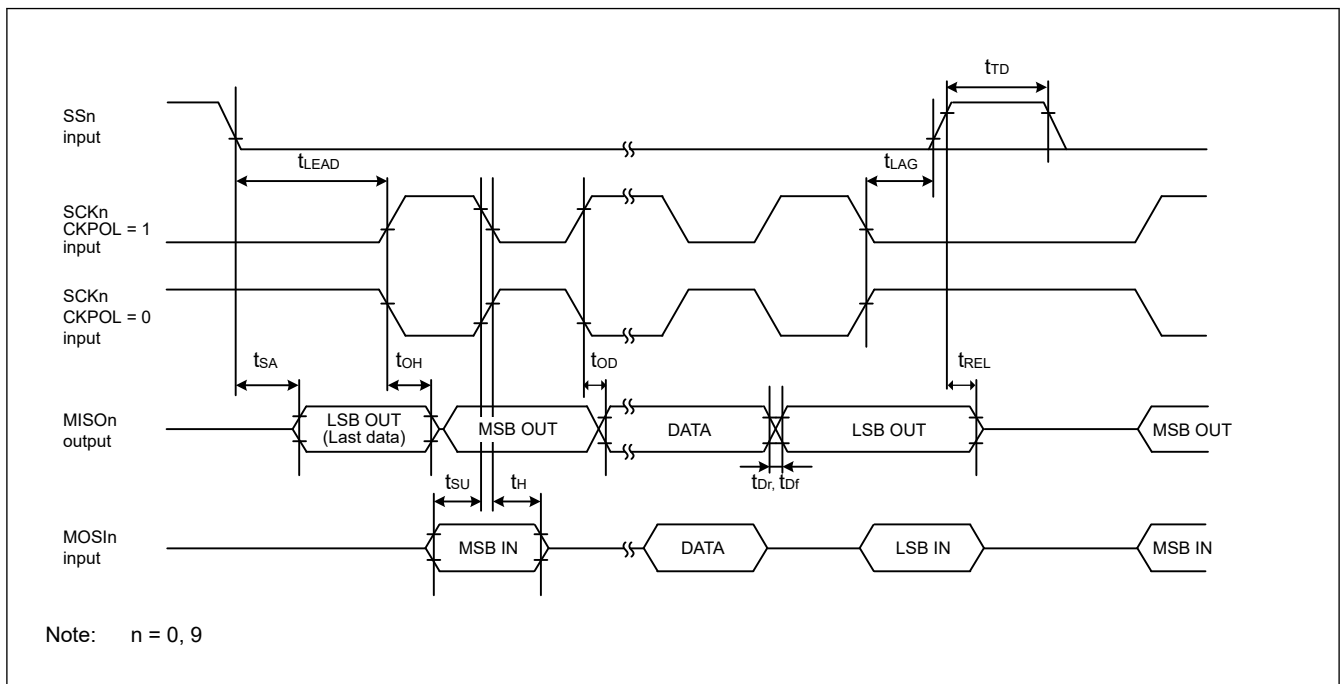 tTD
SSn
input
tLEAD
tLAG
SCKn
CKPOL = 1
input
SCKn
CKPOL = 0
input
tSA
tOH
tOD
tREL
MISOn
output
LSB OUT
(Last data)
MSB OUT
DATA
LSB OUT
MSB OUT
tSU
tH
tDr, tDf
MOSIn
input
MSB IN
DATA
LSB IN
MSB IN
Note: n = 0, 9